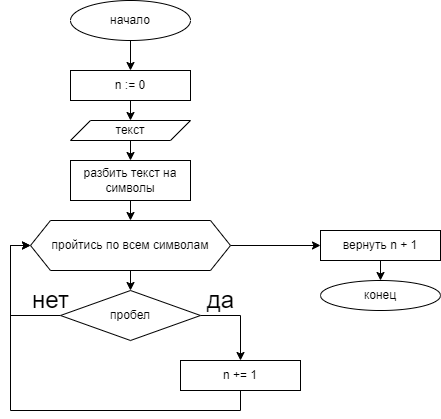 начало
n := 0
текст
разбить текст на
символы
пройтись по всем символам
вернуть n + 1
конец
нет
да
пробел
n += 1